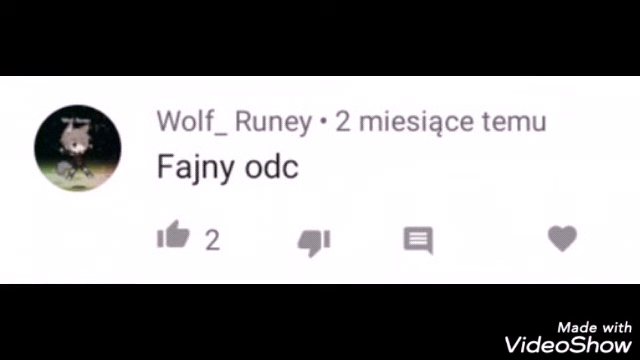 Wolf_ Runey • 2 miesiące temu
Fajny odc
2
Made with
VideoShow